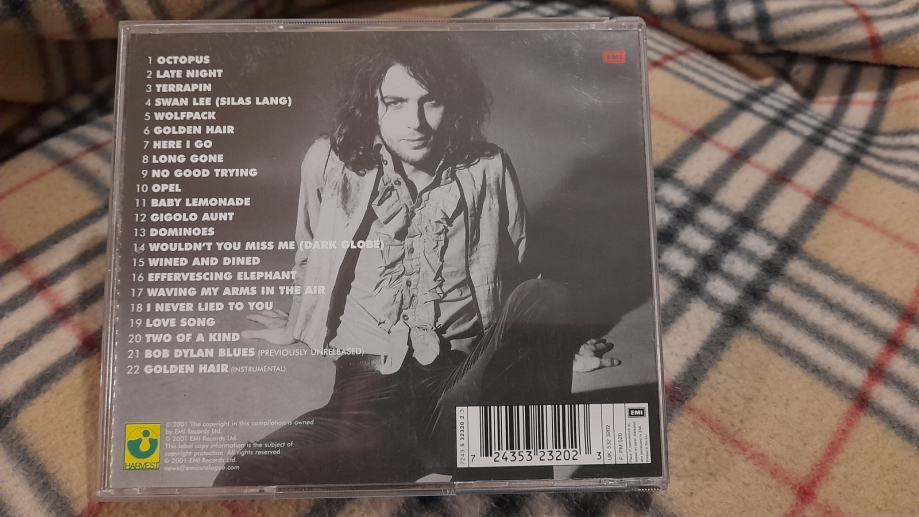 EMI
1 OCTOPUS
2 LATE NIGHT
3 TERRAPIN
4 SWAN LEE (SILAS LANG)
5 WOLFPACK
6 GOLDEN HAIR
7 HERE I GO
8 LONG GONE
9 NO GOOD TRYING
10 OPEL
11 BABY LEMONADE
12 GIGOLO AUNT
13 DOMINOES
14 WOULDN'T YOU MISS ME (DARK GLOBE)
15 WINED AND DINED
16 EFFERVESCING ELEPHANT
17 WAVING MY ARMS IN THE AIR
18 I NEVER LIED TO YOU
19 LOVE SONG
20 TWO OF A KIND
21 BOB DYLAN BLUES (PREVIOUSLY UNRELEASED)
22 GOLDEN HAIR (INSTRUMENTAL)
HARVEST
© 2001 The copyright in this compilation is owned
by EMI Records Ltd.
© 2001 EMI Records Ltd.
This label copy information is the subject of
copyright protection. All rights reserved.
© 2001 EMI Records Ltd.
7 24353 23202 3
UK: 532 3202
F: PM 520
EMI